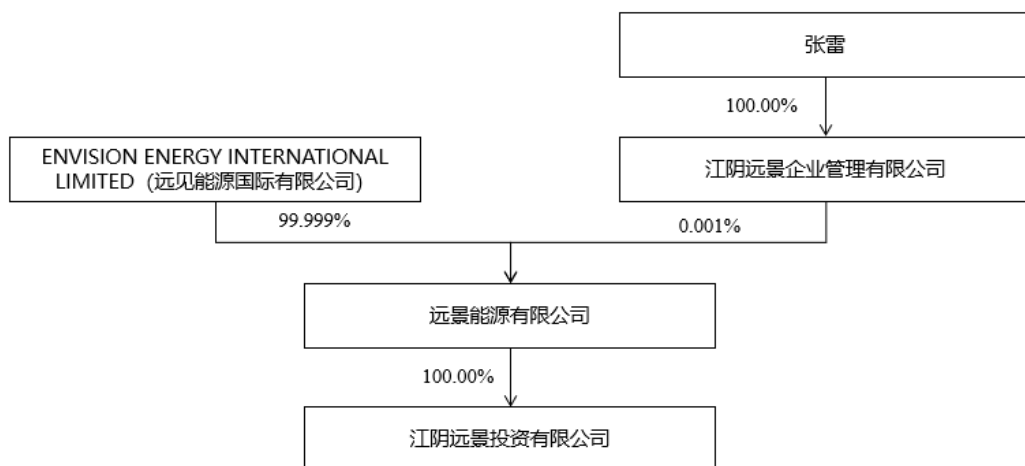 张雷
100.00%
ENVISION ENERGY INTERNATIONAL
LIMITED（远见能源国际有限公司）
江阴远景企业管理有限公司
99.999%
0.001%
远景能源有限公司
100.00%
江阴远景投资有限公司